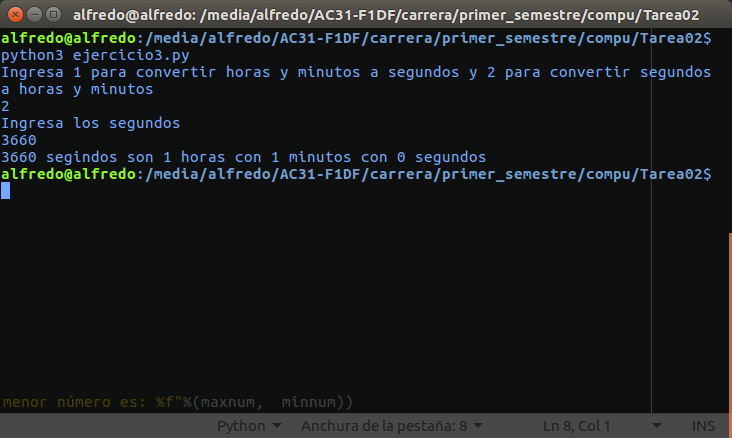 alfredo@alfredo: /media/alfredo/AC31-F1DF/carrera/primer_semestre/compu/Tarea02
alfredo@alfredo:/media/alfredo/AC31-F1DF/carrera/primer_semestre/compu/Tarea02$
python3 ejercicio3.py
Ingresa 1 para convertir horas y minutos a segundos y 2 para convertir segundos
a horas y minutos
2
Ingresa los segundos
3660
3660 segindos son 1 horas con 1 minutos con 0 segundos
alfredo@alfredo:/media/alfredo/AC31-F1DF/carrera/primer_semestre/compu/Tarea02$
menor número es: %f"%(maxnum,  minnum))
Python Anchura de la pestaña: 8 Ln 8, Col 1 INS